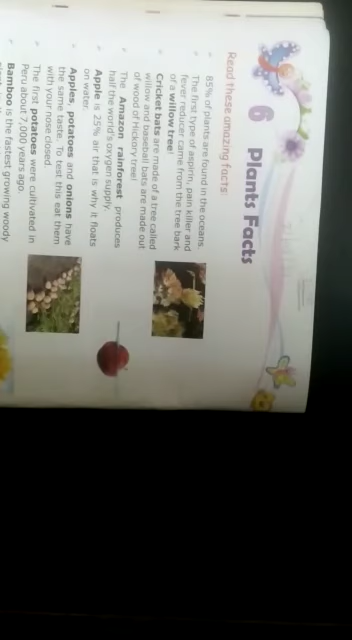 6 Plants Facts
Read these amazing facts
85% of plants are found in the oceans.
The first type of aspirin, pain killer and
fever reducer came from the tree bark
of a willow tree!
Cricket bats are made of a tree called
willow and baseball bats are made out
of wood of Hickory tree!
The Amazon rainforest produces
half the world's oxygen supply.
Apple is 25% air that is why it floats
on water.
Apples, potatoes and onions have
the same taste. To test this eat them
with your nose closed.
The first potatoes were cultivated in
Peru about 7,000 years ago.
Bamboo is the fastest growing woody